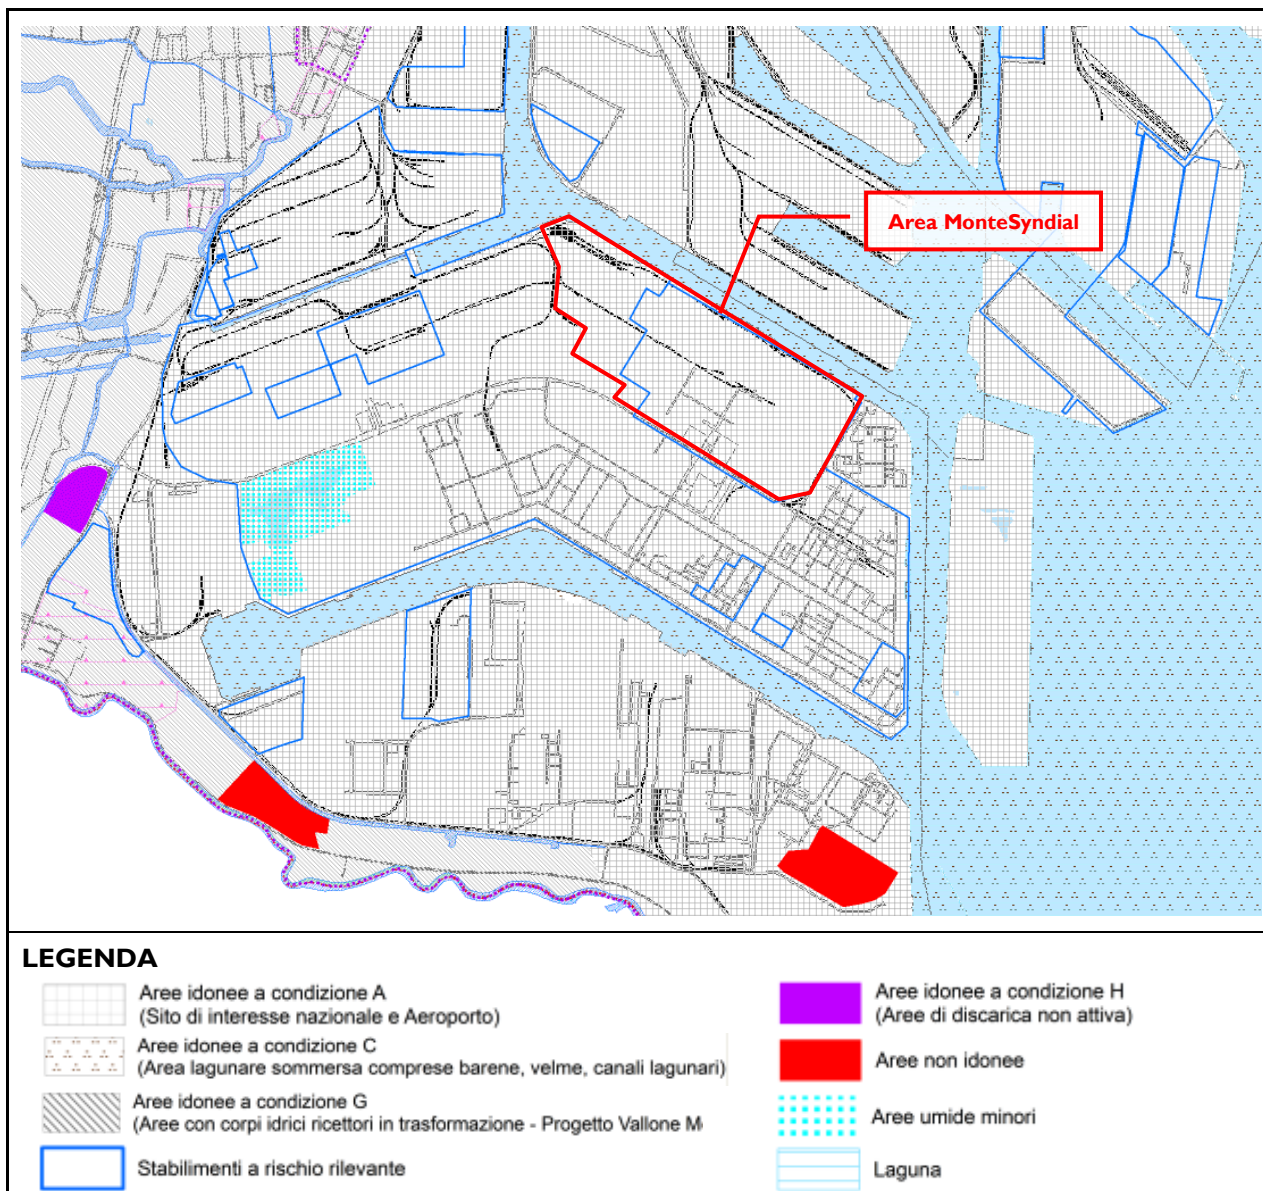 Area MonteSyndial
LEGENDA
Aree idonee a condizione A
(Sito di interesse nazionale e Aeroporto)
Aree idonee a condizione C
(Area lagunare sommersa comprese barene, velme, canali lagunari)
Aree idonee a condizione G
(Aree con corpi idrici ricettori in trasformazione - Progetto Vallone M
Stabilimenti a rischio rilevante
Aree idonee a condizione H
(Aree di discarica non attiva)
Aree non idonee
Aree umide minori
Laguna